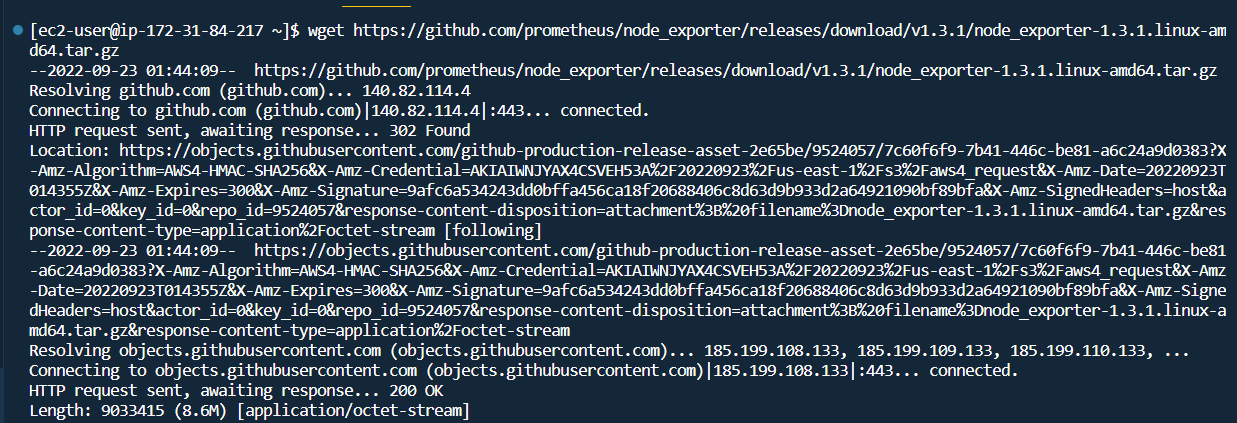 [ec2-user@ip-172-31-84-217 ~]$ wget https://github.com/prometheus/node_exporter/releases/download/v1.3.1/node_exporter-1.3.1.linux-am
d64.tar.gz
--2022-09-23 01:44:09--  https://github.com/prometheus/node_exporter/releases/download/v1.3.1/node_exporter-1.3.1.linux-amd64.tar.gz
Resolving github.com (github.com)... 140.82.114.4
Connecting to github.com (github.com)|140.82.114.4|:443... connected.
HTTP request sent, awaiting response... 302 Found
Location: https://objects.githubusercontent.com/github-production-release-asset-2e65be/9524057/7c60f6f9-7b41-446c-be81-a6c24a9d0383?X
-Amz-Algorithm=AWS4-HMAC-SHA256&X-Amz-Credential=AKIAIWNJYAX4CSVEH53A%2F20220923%2Fus-east-1%2Fs3%2Faws4_request&X-Amz-Date=20220923T
014355Z&X-Amz-Expires=300&X-Amz-Signature=9afc6a534243dd0bffa456ca18f20688406c8d63d9b933d2a64921090bf89bfa&X-Amz-SignedHeaders=host&a
ctor_id=0&key_id=0&repo_id=9524057&response-content-disposition=attachment%3B%20filename%3Dnode_exporter-1.3.1.linux-amd64.tar.gz&res
ponse-content-type=application%2Foctet-stream [following]
--2022-09-23 01:44:09--  https://objects.githubusercontent.com/github-production-release-asset-2e65be/9524057/7c60f6f9-7b41-446c-be81
-a6c24a9d0383?X-Amz-Algorithm=AWS4-HMAC-SHA256&X-Amz-Credential=AKIAIWNJYAX4CSVEH53A%2F20220923%2Fus-east-1%2Fs3%2Faws4_request&X-Amz
-Date=20220923T014355Z&X-Amz-Expires=300&X-Amz-Signature=9afc6a534243dd0bffa456ca18f20688406c8d63d9b933d2a64921090bf89bfa&X-Amz-Signe
dHeaders=host&actor_id=0&key_id=0&repo_id=9524057&response-content-disposition=attachment%3B%20filename%3Dnode_exporter-1.3.1.linux-a
md64.tar.gz&response-content-type=application%2Foctet-stream
Resolving objects.githubusercontent.com (objects.githubusercontent.com)... 185.199.108.133, 185.199.109.133, 185.199.110.133, ...
Connecting to objects.githubusercontent.com (objects.githubusercontent.com)|185.199.108.133|:443... connected.
HTTP request sent, awaiting response... 200 OK
Length: 9033415 (8.6M) [application/octet-stream]